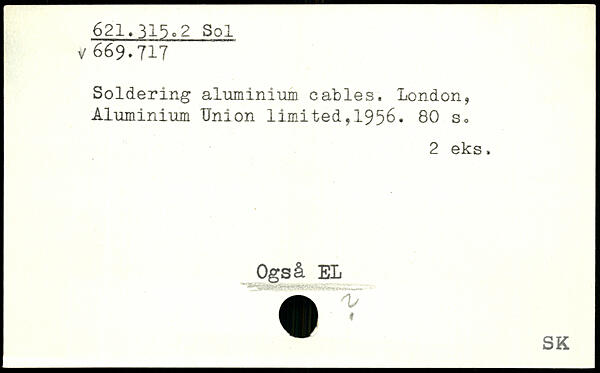 621.315.2 Sol
v 669.717
Soldering aluminium cables. London,
Aluminium Union limited,1956. 80 s.
2 eks.
Også EL
?
SK